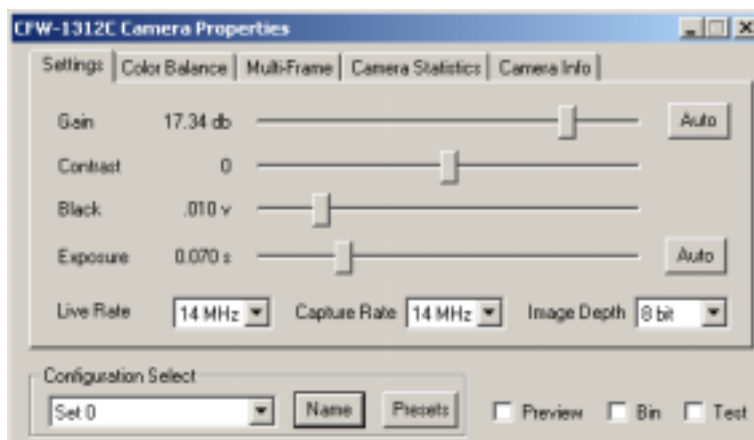 CFW-1312C Camera Properties
Settings Color Balance Multi-Frame Camera Statistics Camera Info
Gain 17.34 db Auto
Contrast 0
Black .010 v
Exposure 0.070 s Auto
Live Rate 14 MHz Capture Rate 14 MHz Image Depth 8 bit
Configuration Select
Set 0 Name Presets Preview Bin Test